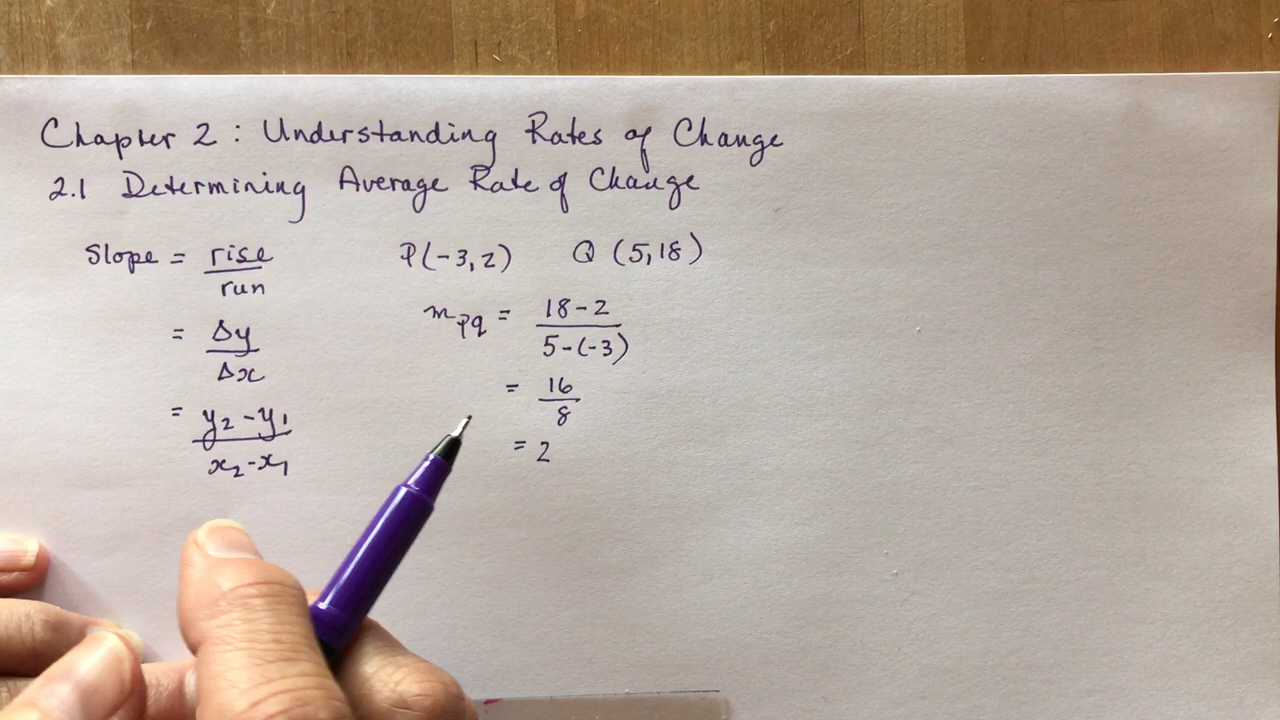 Chapter 2 : Understanding Rates of Change
2.1 Determining Average Rate of Change
Slope = rise/run
= Δy/Δx
= y₂-y₁/x₂-x₁
P(-3,2) Q (5,18)
m_PQ = 18-2/5-(-3)
= 16/8
= 2